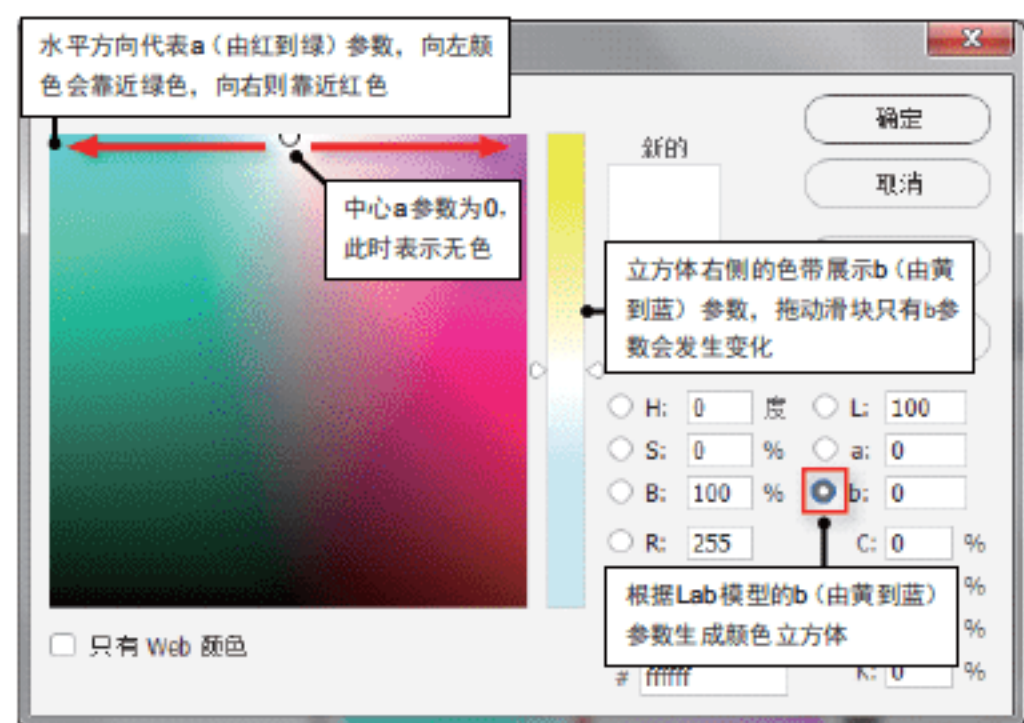 水平方向代表a（由红到绿）参数，向左颜
色会靠近绿色，向右则靠近红色
确定
新的
取消
中心a参数为0，
此时表示无色
立方体右侧的色带展示b（由黄
到蓝）参数，拖动滑块只有b参
数会发生变化
H: 0 度 L: 100
S: 0 % a: 0
B: 100 % b: 0
R: 255 C: 0 %
根据Lab模型的b（由黄到蓝）
参数生成颜色立方体
%
%
只有 Web 颜色
# ffffff K: 0 %